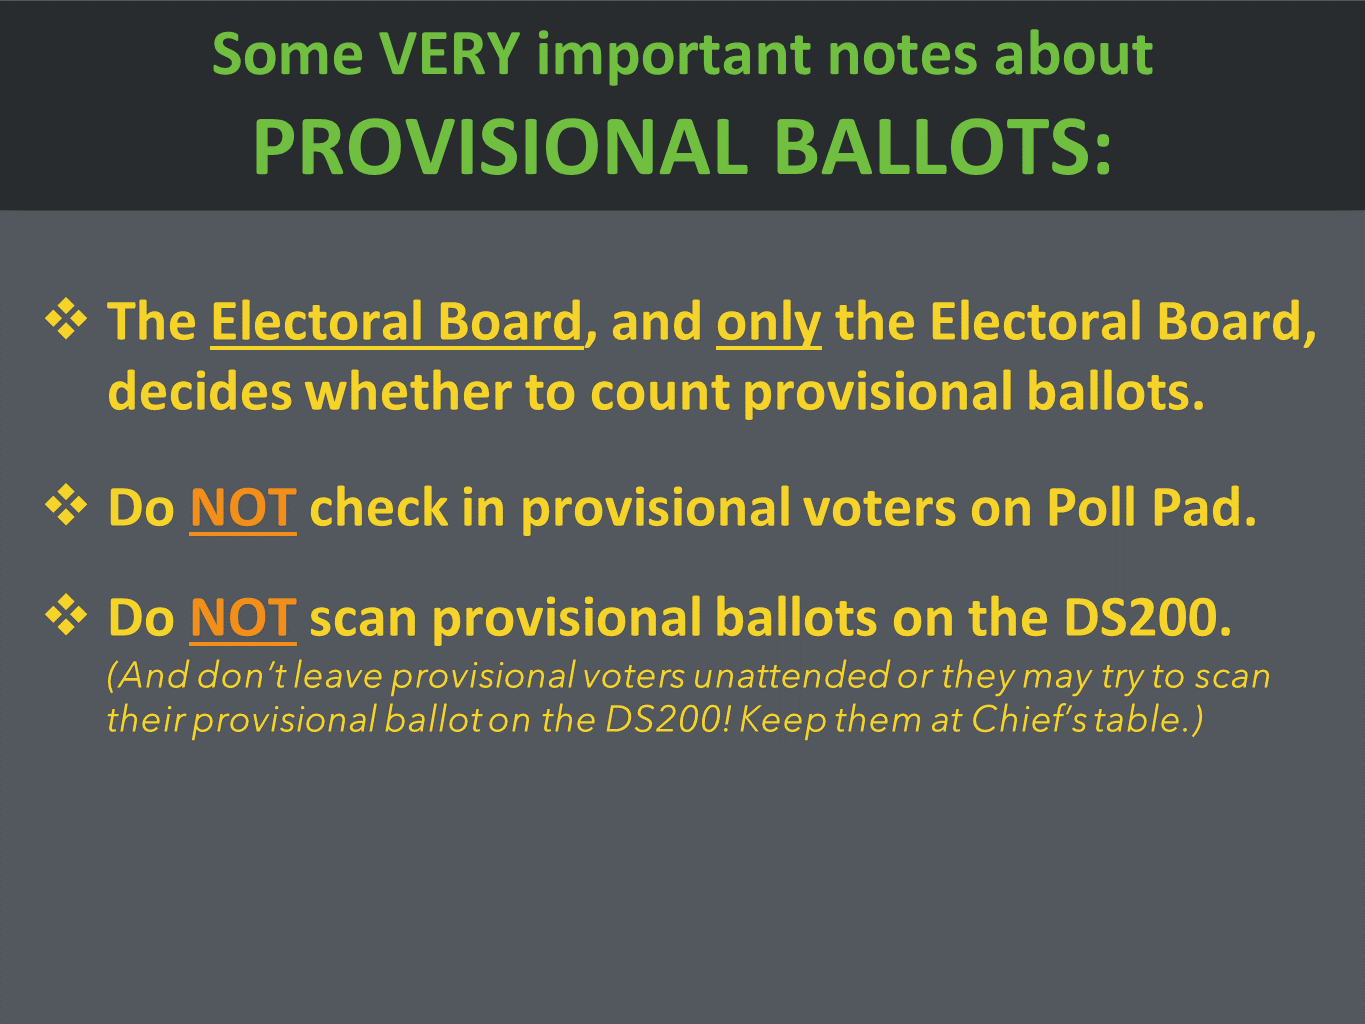 Some VERY important notes about
PROVISIONAL BALLOTS:
❖ The Electoral Board, and only the Electoral Board,
decides whether to count provisional ballots.
❖ Do NOT check in provisional voters on Poll Pad.
❖ Do NOT scan provisional ballots on the DS200.
(And don’t leave provisional voters unattended or they may try to scan
their provisional ballot on the DS200! Keep them at Chief’s table.)